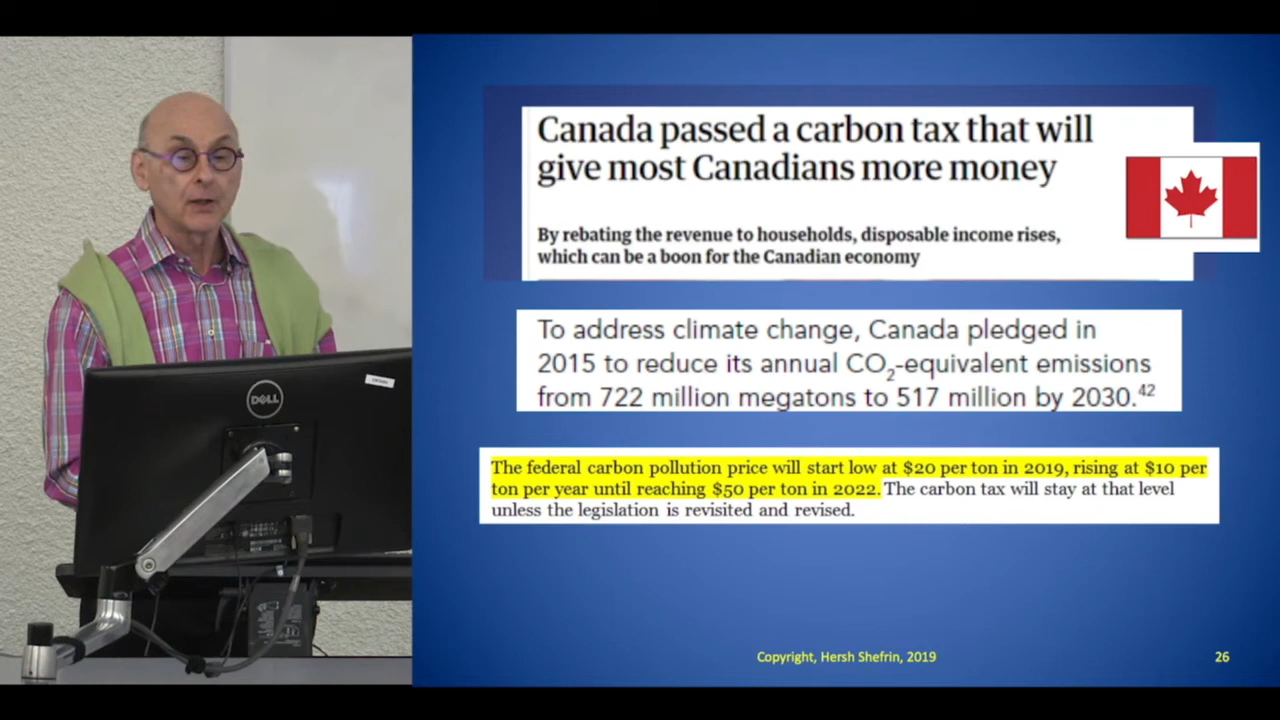 Canada passed a carbon tax that will
give most Canadians more money
By rebating the revenue to households, disposable income rises,
which can be a boon for the Canadian economy
To address climate change, Canada pledged in
2015 to reduce its annual CO₂-equivalent emissions
from 722 million megatons to 517 million by 2030.⁴²
The federal carbon pollution price will start low at $20 per ton in 2019, rising at $10 per
ton per year until reaching $50 per ton in 2022. The carbon tax will stay at that level
unless the legislation is revisited and revised.
DELL
Copyright, Hersh Shefrin, 2019
26